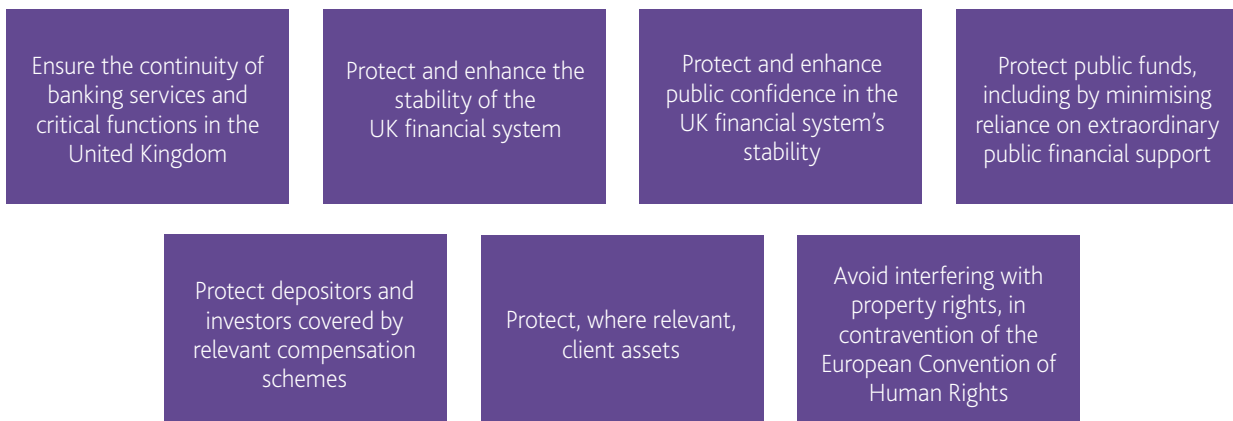 Ensure the continuity of
banking services and
critical functions in the
United Kingdom
Protect and enhance the
stability of the
UK financial system
Protect and enhance
public confidence in the
UK financial system’s
stability
Protect public funds,
including by minimising
reliance on extraordinary
public financial support
Protect depositors and
investors covered by
relevant compensation
schemes
Protect, where relevant,
client assets
Avoid interfering with
property rights, in
contravention of the
European Convention of
Human Rights